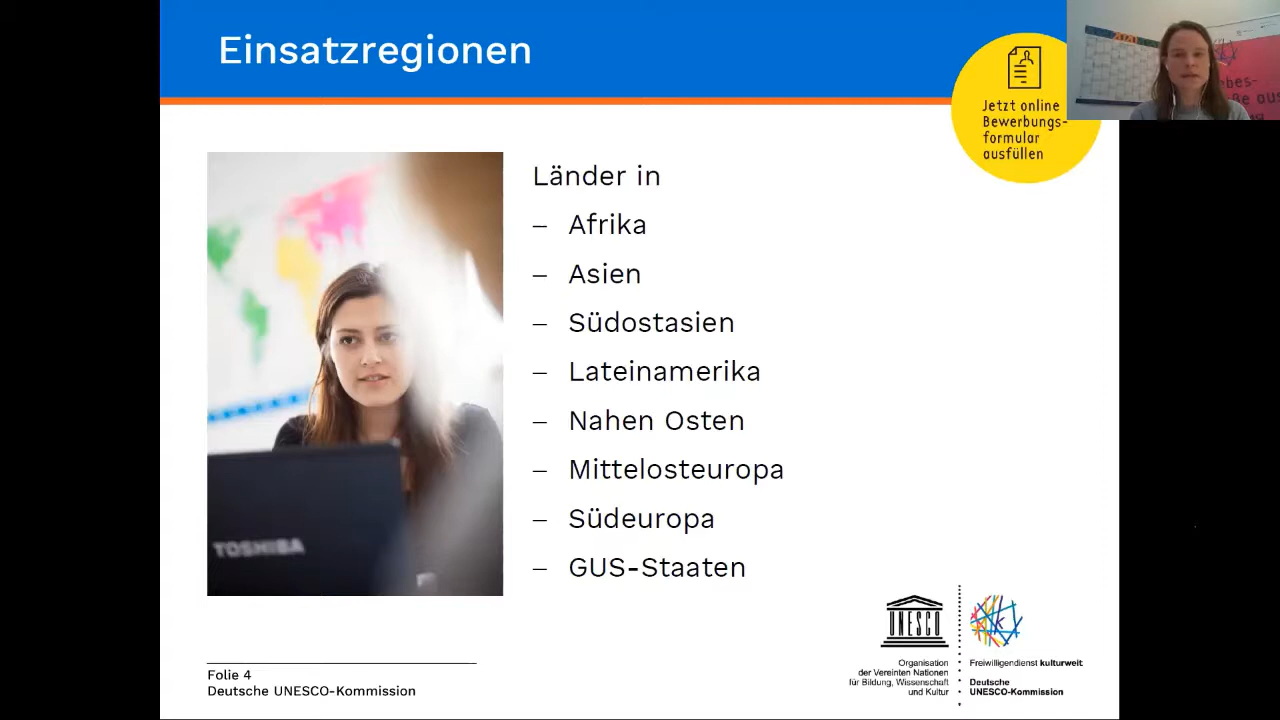 Einsatzregionen
Jetzt online
Bewerbungs-
formular
ausfüllen
Länder in
– Afrika
– Asien
– Südostasien
– Lateinamerika
– Nahen Osten
– Mittelosteuropa
– Südeuropa
– GUS-Staaten
TOSHIBA
UNESCO
Organisation
der Vereinten Nationen
für Bildung, Wissenschaft
und Kultur
k
Freiwilligendienst kulturweit
Deutsche
UNESCO-Kommission
Folie 4
Deutsche UNESCO-Kommission